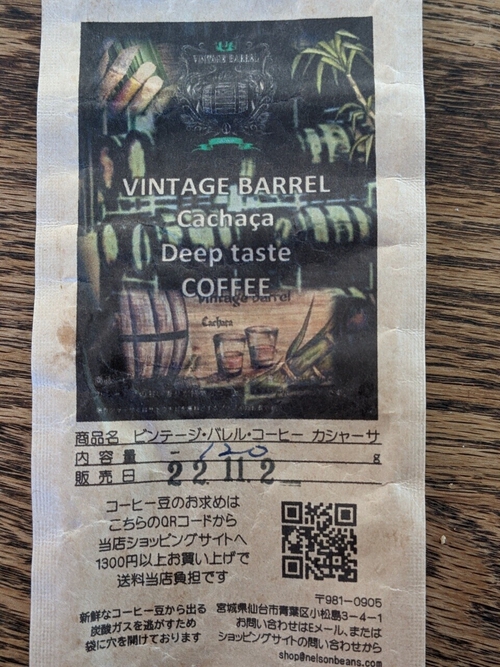 VINTAGE BARREL
VINTAGE BARREL
Cachaça
Deep taste
COFFEE
Vintage barrel
Cachaça
商品名 ビンテージ・バレル・コーヒー カシャーサ
内容量 - 120 g
販売日 22.11.2
コーヒー豆のお求めは
こちらのQRコードから
当店ショッピングサイトへ
1300円以上お買い上げで
送料当店負担です
新鮮なコーヒー豆から出る
炭酸ガスを逃がすため
袋に穴を開けております
〒981-0905
宮城県仙台市青葉区小松島3-4-1
お問い合わせはEメール、または
ショッピングサイトの問い合わせから
shop@nelsonbeans.com